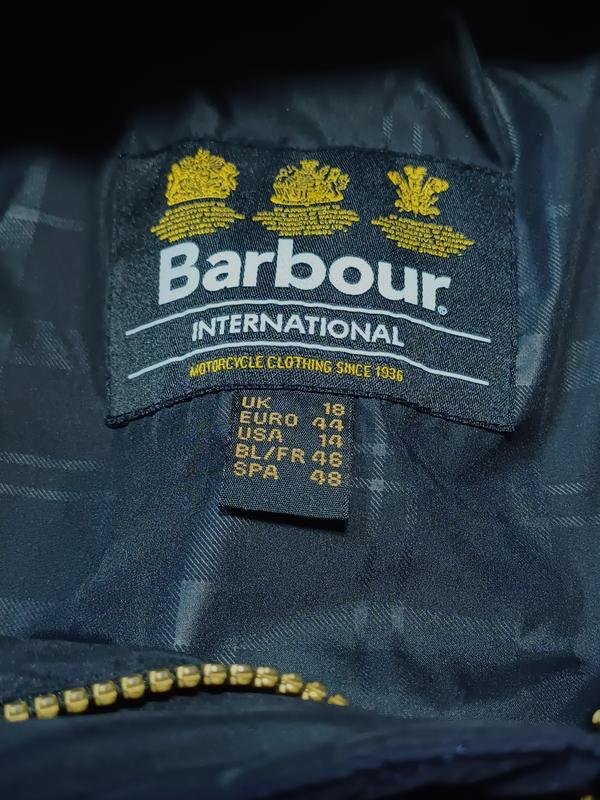 Barbour®
INTERNATIONAL
MOTORCYCLE CLOTHING SINCE 1936
UK 18
EURO 44
USA 14
BL/FR 46
SPA 48